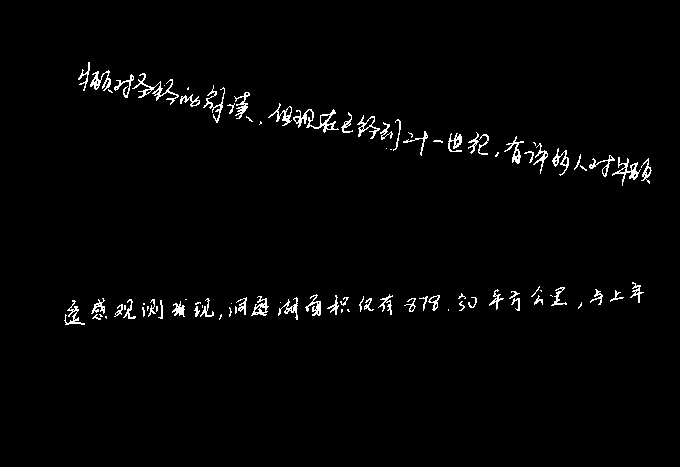 牛顿对圣经的解读，但现在已经到二十一世纪，有许多人对牛顿
遥感观测发现，洞庭湖面积仅有878.50平方公里，与上年